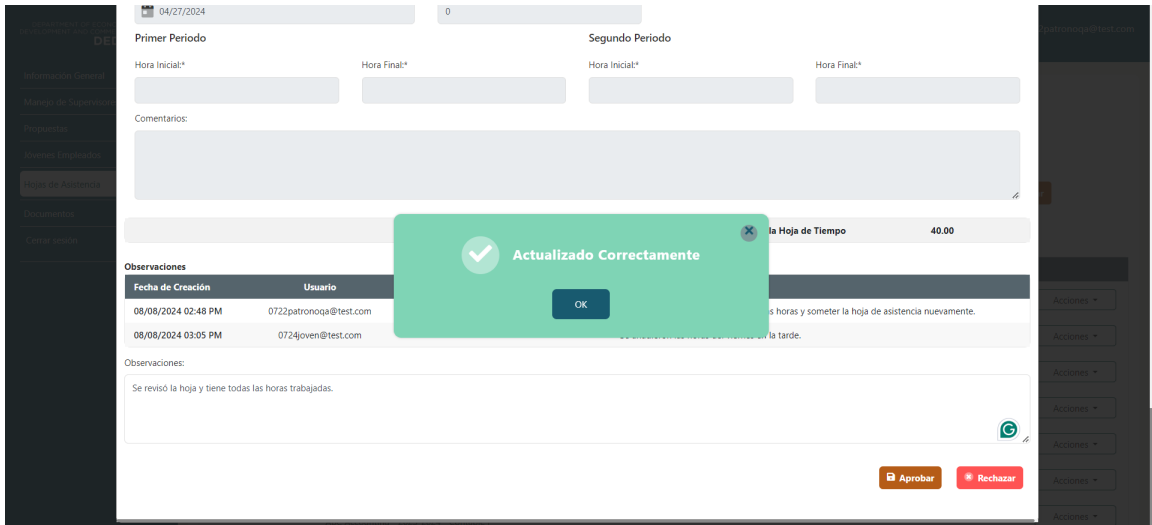 DED
2patronoqa@test.com
Información General
Manejo de Supervisores
Propuestas
Jóvenes Empleados
Hojas de Asistencia
Documentos
Cerrar sesión
04/27/2024 0
Primer Periodo Segundo Periodo
Hora Inicial:* Hora Final:* Hora Inicial:* Hora Final:*
Comentarios:
la Hoja de Tiempo 40.00
Actualizado Correctamente
OK
Observaciones
Fecha de Creación Usuario
08/08/2024 02:48 PM 0722patronoqa@test.com s horas y someter la hoja de asistencia nuevamente.
08/08/2024 03:05 PM 0724joven@test.com la tarde.
Observaciones:
Se revisó la hoja y tiene todas las horas trabajadas.
Aprobar Rechazar
Acciones
Acciones
Acciones
Acciones
Acciones
Acciones
Acciones